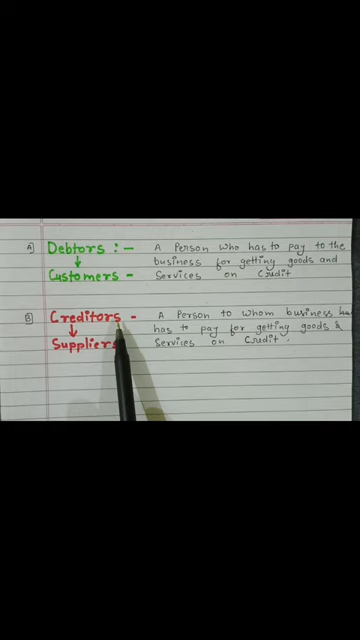 A) Debtors :- A Person who has to pay to the
↓ business for getting goods and
Customers - Services on Credit
B) Creditors - A Person to whom business has
↓ has to pay for getting goods &
Suppliers Services on Credit.